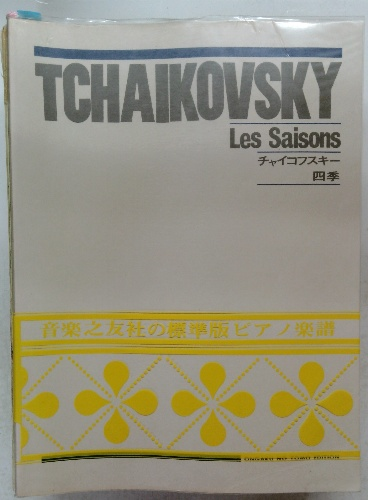 TCHAIKOVSKY
Les Saisons
チャイコフスキー
四季
音楽之友社の標準版ピアノ楽譜
ONGAKU NO TOMO EDITION